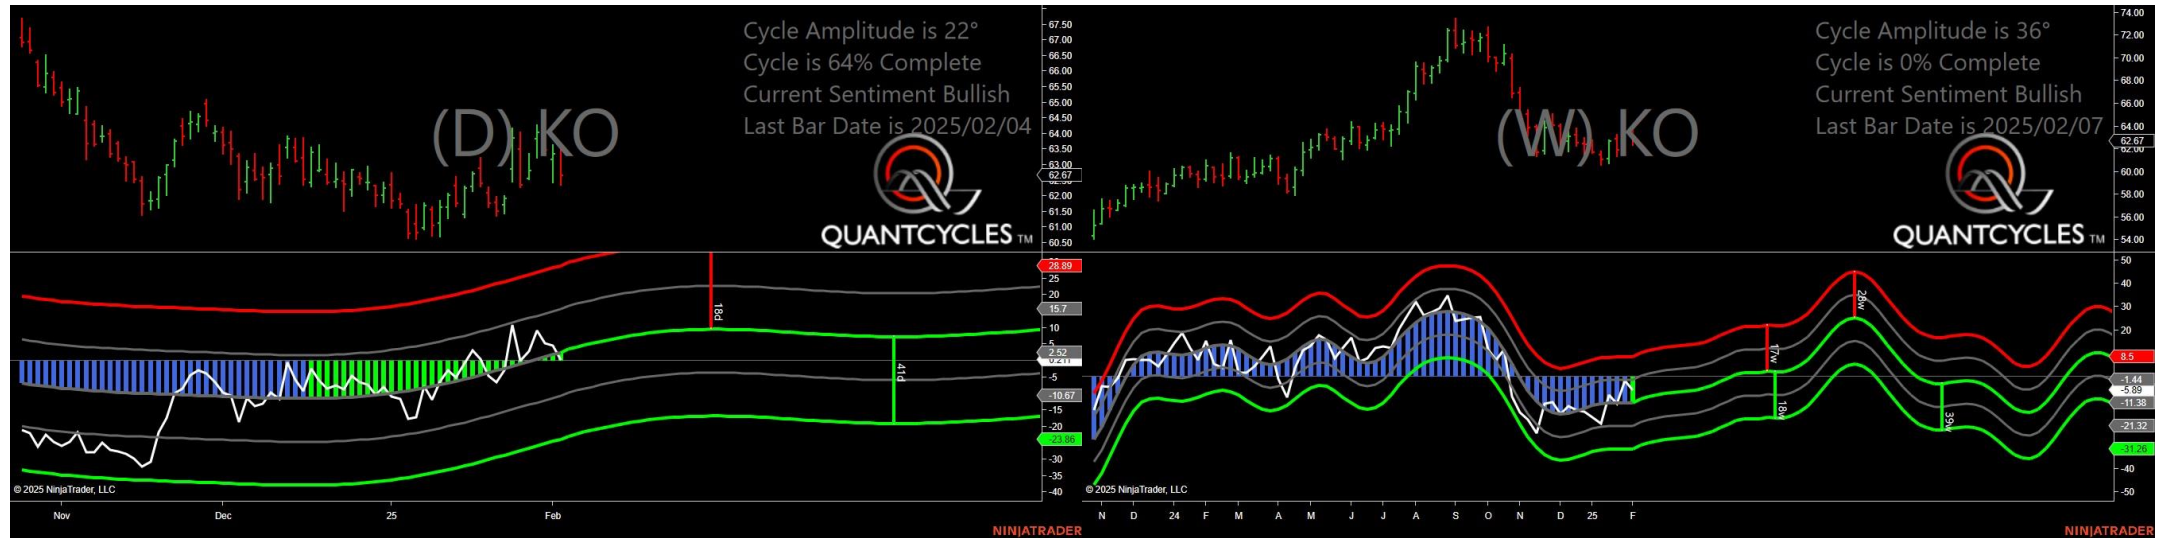 Cycle Amplitude is 22°
Cycle is 64% Complete
Current Sentiment Bullish
Last Bar Date is 2025/02/04
(D) KO
QUANTCYCLES TM
67.50
67.00
66.50
66.00
65.50
65.00
64.50
64.00
63.50
63.00
62.67
62.00
61.50
61.00
60.50
28.89
25
20
15.7
10
5
2.52
-5
-10.67
-15
-20
-23.86
-30
-35
-40
18d
41d
© 2025 NinjaTrader, LLC
Nov Dec 25 Feb
NINJATRADER
Cycle Amplitude is 36°
Cycle is 0% Complete
Current Sentiment Bullish
Last Bar Date is 2025/02/07
(W) KO
QUANTCYCLES TM
74.00
72.00
70.00
68.00
66.00
64.00
62.67
62.00
60.00
58.00
56.00
54.00
50
40
30
20
8.5
-1.44
-5.89
-11.38
-21.32
-31.26
-40
-50
28w
17w
18w
39w
© 2025 NinjaTrader, LLC
N D 24 F M A M J J A S O N D 25 F
NINJATRADER